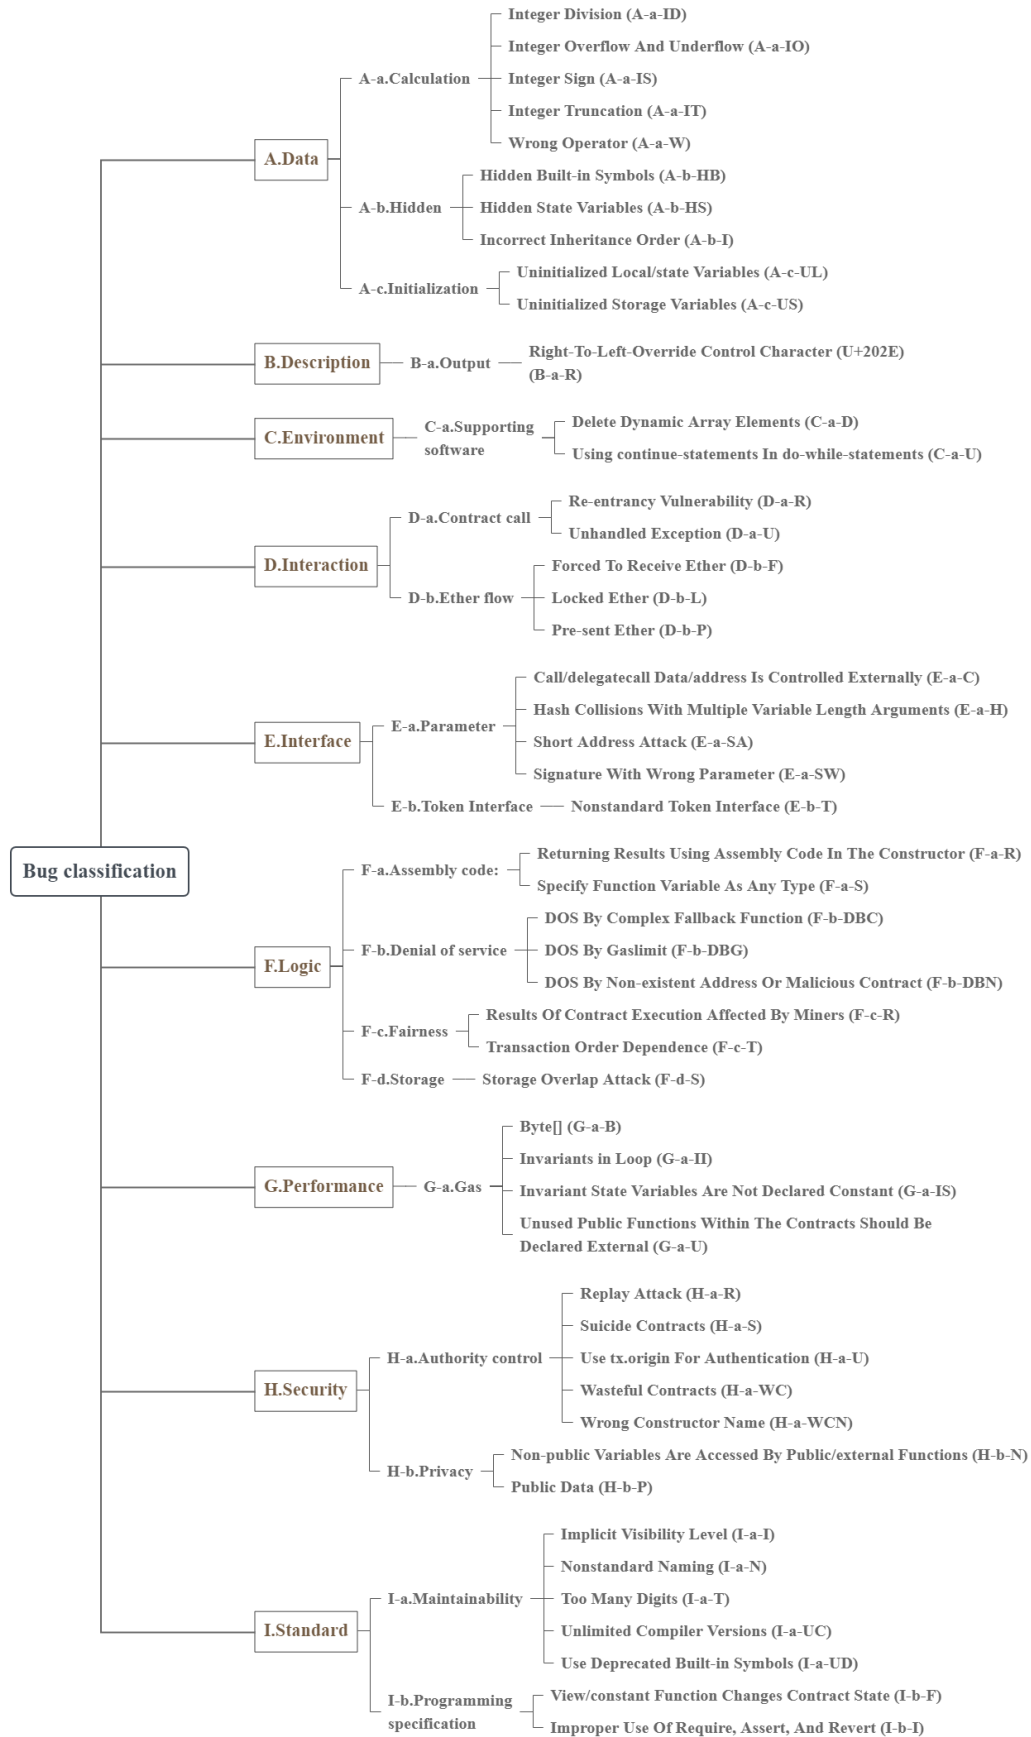 Bug classification
A.Data
A-a.Calculation
Integer Division (A-a-ID)
Integer Overflow And Underflow (A-a-IO)
Integer Sign (A-a-IS)
Integer Truncation (A-a-IT)
Wrong Operator (A-a-W)
A-b.Hidden
Hidden Built-in Symbols (A-b-HB)
Hidden State Variables (A-b-HS)
Incorrect Inheritance Order (A-b-I)
A-c.Initialization
Uninitialized Local/state Variables (A-c-UL)
Uninitialized Storage Variables (A-c-US)
B.Description
B-a.Output
Right-To-Left-Override Control Character (U+202E)
(B-a-R)
C.Environment
C-a.Supporting
software
Delete Dynamic Array Elements (C-a-D)
Using continue-statements In do-while-statements (C-a-U)
D.Interaction
D-a.Contract call
Re-entrancy Vulnerability (D-a-R)
Unhandled Exception (D-a-U)
D-b.Ether flow
Forced To Receive Ether (D-b-F)
Locked Ether (D-b-L)
Pre-sent Ether (D-b-P)
E.Interface
E-a.Parameter
Call/delegatecall Data/address Is Controlled Externally (E-a-C)
Hash Collisions With Multiple Variable Length Arguments (E-a-H)
Short Address Attack (E-a-SA)
Signature With Wrong Parameter (E-a-SW)
E-b.Token Interface
Nonstandard Token Interface (E-b-T)
F.Logic
F-a.Assembly code:
Returning Results Using Assembly Code In The Constructor (F-a-R)
Specify Function Variable As Any Type (F-a-S)
F-b.Denial of service
DOS By Complex Fallback Function (F-b-DBC)
DOS By Gaslimit (F-b-DBG)
DOS By Non-existent Address Or Malicious Contract (F-b-DBN)
F-c.Fairness
Results Of Contract Execution Affected By Miners (F-c-R)
Transaction Order Dependence (F-c-T)
F-d.Storage
Storage Overlap Attack (F-d-S)
G.Performance
G-a.Gas
Byte[] (G-a-B)
Invariants in Loop (G-a-II)
Invariant State Variables Are Not Declared Constant (G-a-IS)
Unused Public Functions Within The Contracts Should Be
Declared External (G-a-U)
H.Security
H-a.Authority control
Replay Attack (H-a-R)
Suicide Contracts (H-a-S)
Use tx.origin For Authentication (H-a-U)
Wasteful Contracts (H-a-WC)
Wrong Constructor Name (H-a-WCN)
H-b.Privacy
Non-public Variables Are Accessed By Public/external Functions (H-b-N)
Public Data (H-b-P)
I.Standard
I-a.Maintainability
Implicit Visibility Level (I-a-I)
Nonstandard Naming (I-a-N)
Too Many Digits (I-a-T)
Unlimited Compiler Versions (I-a-UC)
Use Deprecated Built-in Symbols (I-a-UD)
I-b.Programming
specification
View/constant Function Changes Contract State (I-b-F)
Improper Use Of Require, Assert, And Revert (I-b-I)